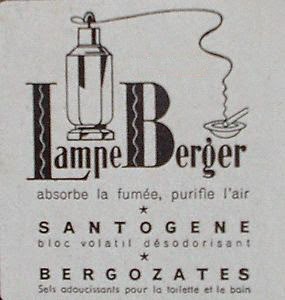 Lampe Berger
absorbe la fumée, purifie l'air
★
SANTOGENE
bloc volatil désodorisant
★
BERGOZATES
Sels adoucissants pour la toilette et le bain